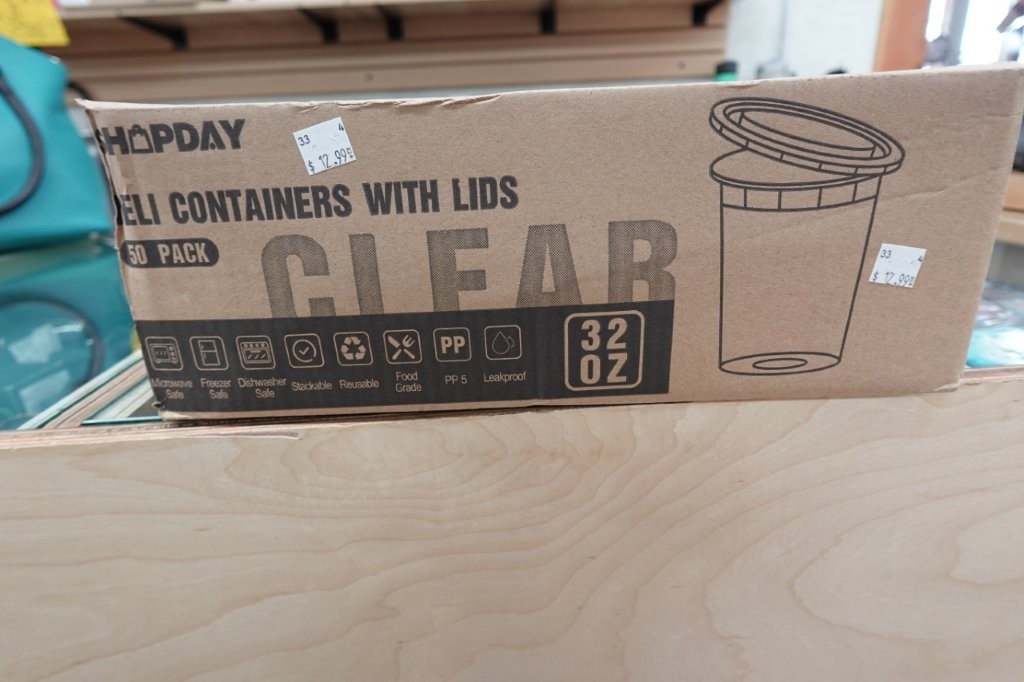 SHOPDAY
33 4
$ 12.99
ELI CONTAINERS WITH LIDS
50 PACK
CLEAR
Microwave Safe
Freezer Safe
Dishwasher Safe
Stackable
Reusable
Food Grade
PP
PP 5
Leakproof
32
OZ
33 4
$ 12.99